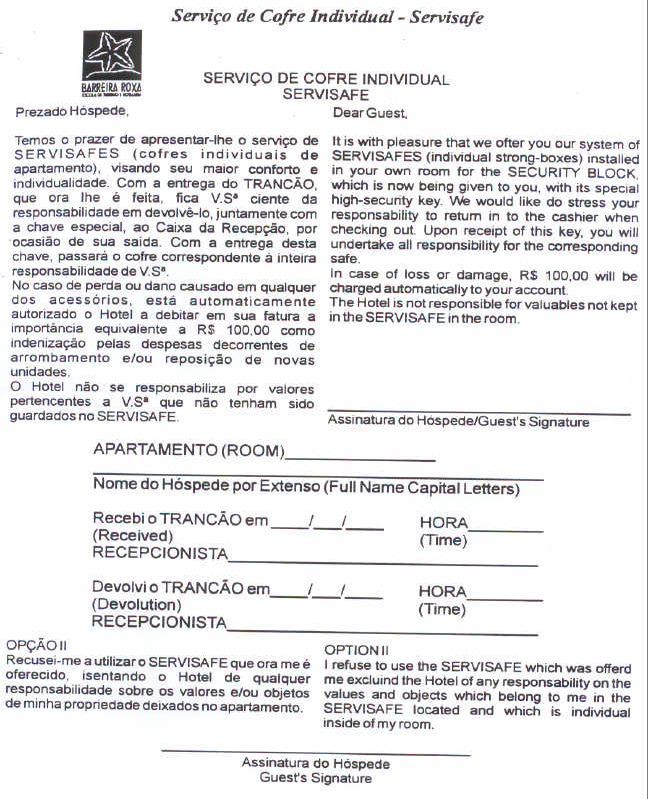 Serviço de Cofre Individual - Servisafe
BARREIRA ROXA
SERVIÇO DE COFRE INDIVIDUAL
SERVISAFE
Prezado Hóspede,
Temos o prazer de apresentar-lhe o serviço de
SERVISAFES (cofres individuais de
apartamento), visando seu maior conforto e
individualidade. Com a entrega do TRANCÃO,
que ora lhe é feita, fica V.Sª ciente da
responsabilidade em devolvê-lo, juntamente com
a chave especial, ao Caixa da Recepção, por
ocasião de sua saída. Com a entrega desta
chave, passará o cofre correspondente à inteira
responsabilidade de V.Sª.
No caso de perda ou dano causado em qualquer
dos acessórios, está automaticamente
autorizado o Hotel a debitar em sua fatura a
importância equivalente a R$ 100,00 como
indenização pelas despesas decorrentes de
arrombamento e/ou reposição de novas
unidades.
O Hotel não se responsabiliza por valores
pertencentes a V.Sª que não tenham sido
guardados no SERVISAFE.
Dear Guest,
It is with pleasure that we ofter you our system of
SERVISAFES (individual strong-boxes) installed
in your own room for the SECURITY BLOCK,
which is now being given to you, with its special
high-security key. We would like do stress your
responsability to return in to the cashier when
checking out. Upon receipt of this key, you will
undertake all responsibility for the corresponding
safe.
In case of loss or damage, R$ 100,00 will be
charged automatically to your account.
The Hotel is not responsible for valuables not kept
in the SERVISAFE in the room.
Assinatura do Hóspede/Guest's Signature
APARTAMENTO (ROOM)____________________
Nome do Hóspede por Extenso (Full Name Capital Letters)
Recebi o TRANCÃO em _____/___/_____ HORA__________
(Received) (Time)
RECEPCIONISTA____________________
Devolvi o TRANCÃO em_____/___/_____ HORA__________
(Devolution) (Time)
RECEPCIONISTA____________________
OPÇÃO II
Recusei-me a utilizar o SERVISAFE que ora me é
oferecido, isentando o Hotel de qualquer
responsabilidade sobre os valores e/ou objetos
de minha propriedade deixados no apartamento.
OPTION II
I refuse to use the SERVISAFE which was offerd
me excluind the Hotel of any responsability on the
values and objects which belong to me in the
SERVISAFE located and which is individual
inside of my room.
Assinatura do Hóspede
Guest's Signature